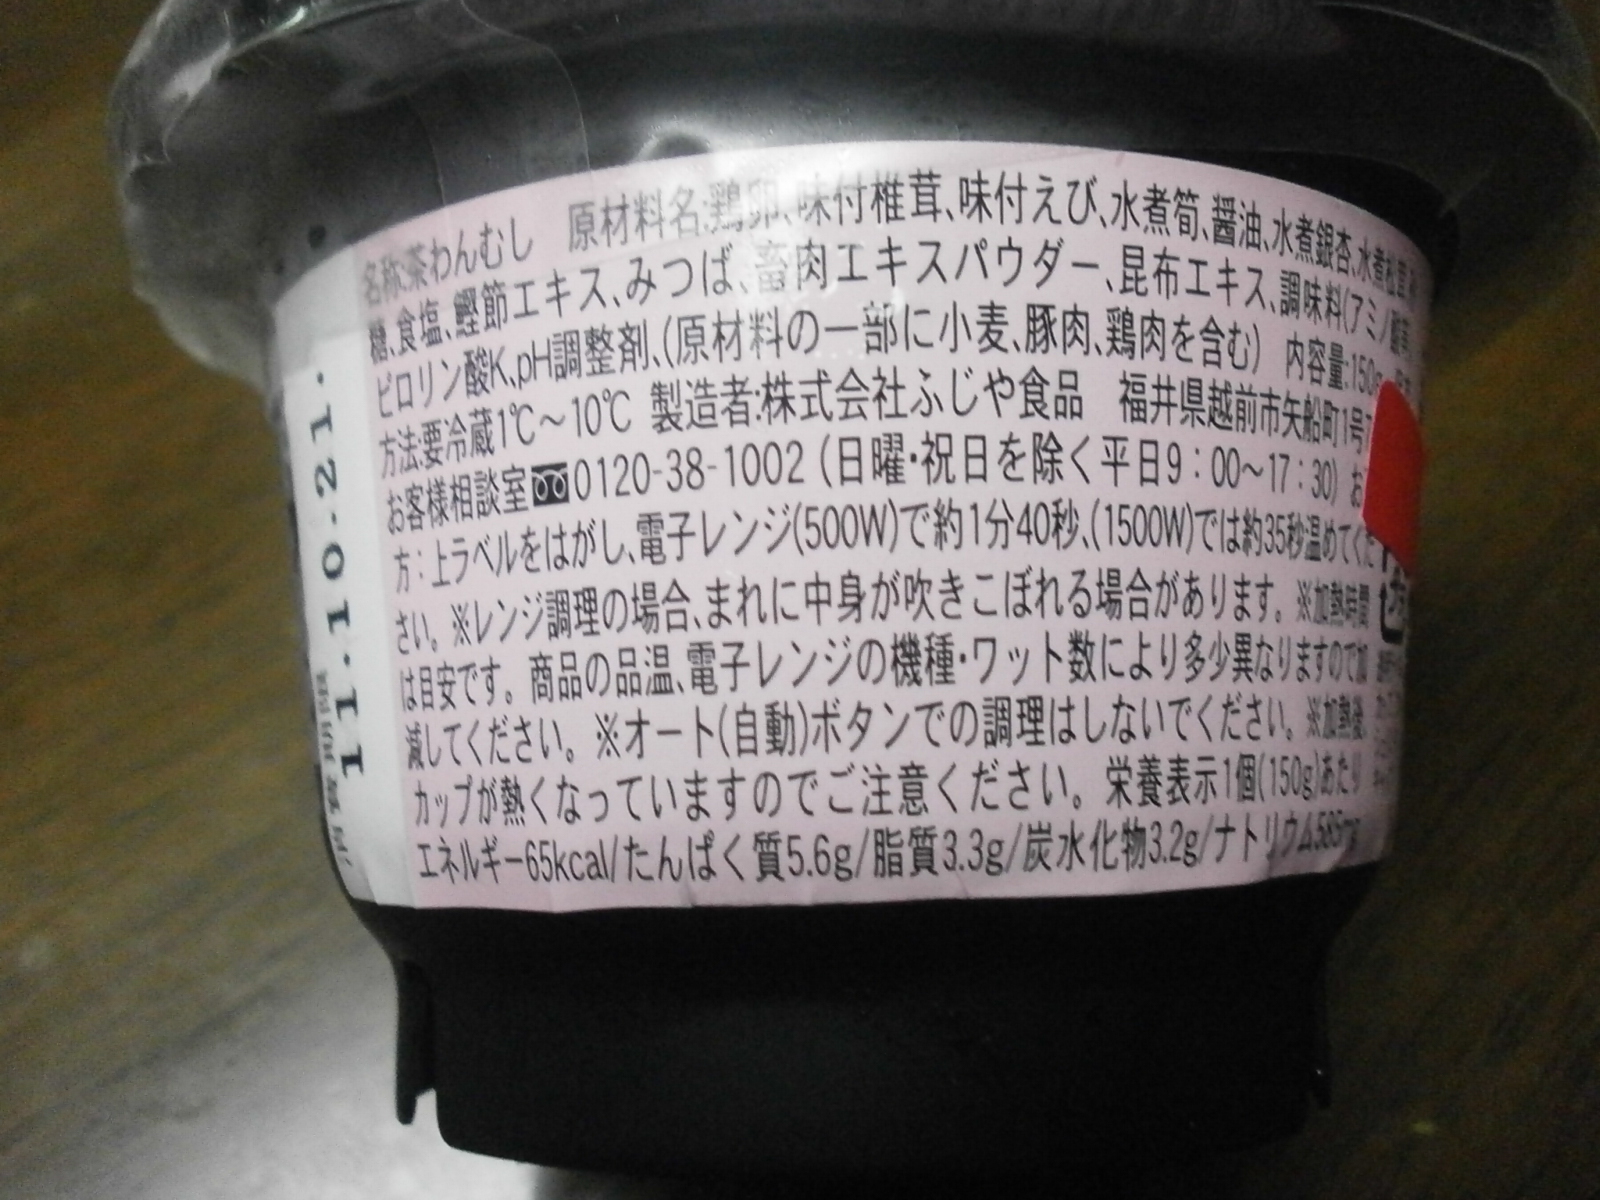 名称:茶わんむし 原材料名:鶏卵、味付椎茸、味付えび、水煮筍、醤油、水煮銀杏、水煮
糖、食塩、鰹節エキス、みつば、畜肉エキスパウダー、昆布エキス、調味料(アミノ酸等
ピロリン酸K、pH調整剤、(原材料の一部に小麦、豚肉、鶏肉を含む) 内容量:150g
方法:要冷蔵1℃〜10℃ 製造者:株式会社ふじや食品 福井県越前市矢船町1号
お客様相談室 0120-38-1002 (日曜・祝日を除く平日9:00〜17:30) お
方:上ラベルをはがし、電子レンジ(500W)で約1分40秒、(1500W)では約35秒温めてくだ
さい。※レンジ調理の場合、まれに中身が吹きこぼれる場合があります。※加熱時間
は目安です。商品の品温、電子レンジの機種・ワット数により多少異なりますので加
減してください。※オート(自動)ボタンでの調理はしないでください。※加熱後
カップが熱くなっていますのでご注意ください。栄養表示1個(150g)あたり
エネルギー65kcal/たんぱく質5.6g/脂質3.3g/炭水化物3.2g/ナトリウム585mg
11.10.21.